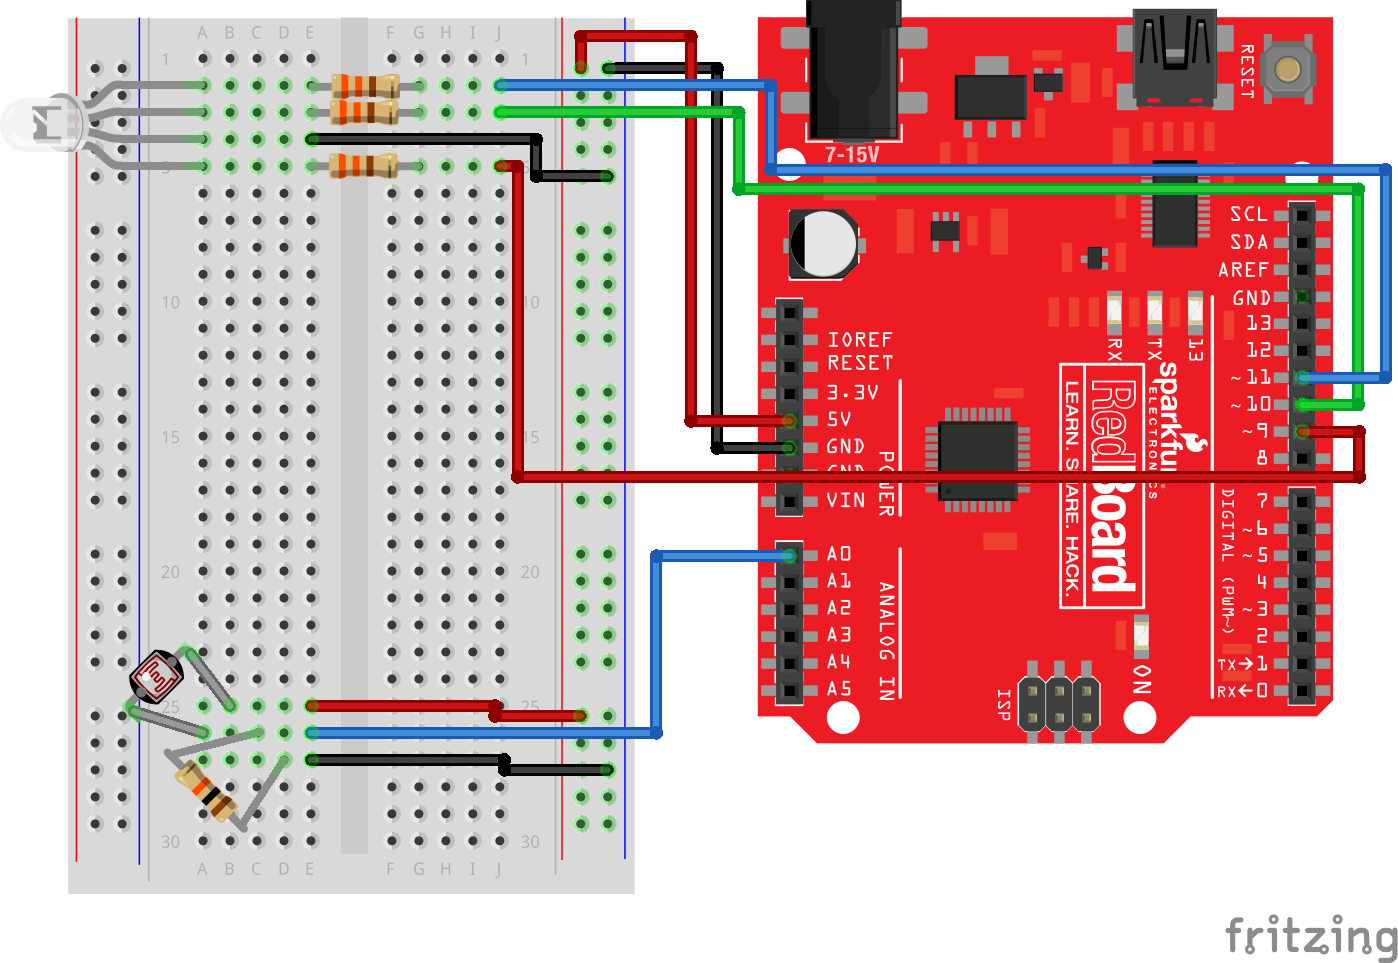 A B C D E F G H I J
1 1
5
10 10
15 15
20 20
25 25
30 30
A B C D E F G H I J
7-15V
RESET
SCL
SDA
AREF
GND
13
12
~11
~10
~9
8
7
~6
~5
4
~3
2
TX→1
RX←0
DIGITAL (PWM~)
IOREF
RESET
3.3V
5V
GND
GND
VIN
POWER
A0
A1
A2
A3
A4
A5
ANALOG IN
RX
TX
13
sparkfun
ELECTRONICS
RedBoard
LEARN. SHARE. HACK.
ISP
ON
fritzing